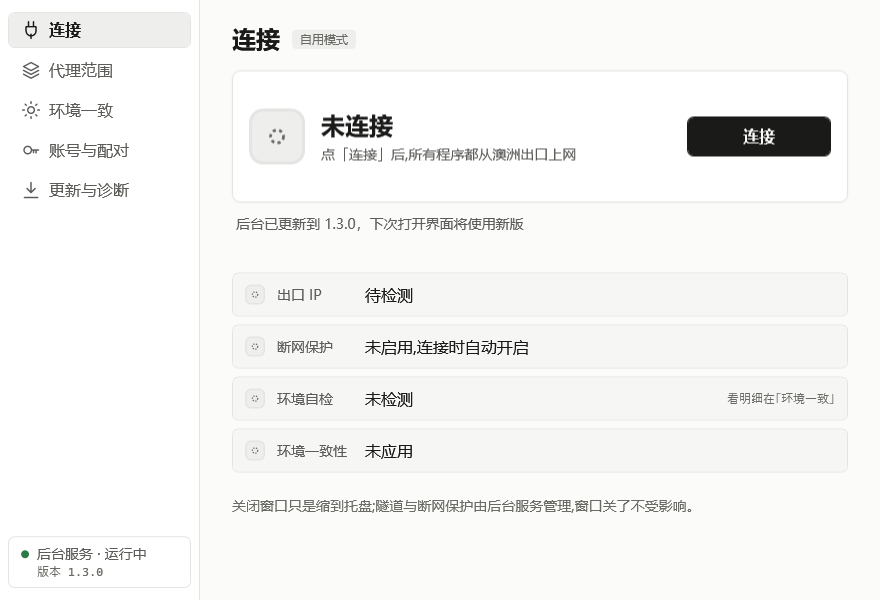 连接
代理范围
环境一致
账号与配对
更新与诊断
后台服务 · 运行中
版本 1.3.0
连接 自用模式
未连接
点「连接」后,所有程序都从澳洲出口上网
连接
后台已更新到 1.3.0，下次打开界面将使用新版
出口 IP 待检测
断网保护 未启用,连接时自动开启
环境自检 未检测 看明细在「环境一致」
环境一致性 未应用
关闭窗口只是缩到托盘;隧道与断网保护由后台服务管理,窗口关了不受影响。